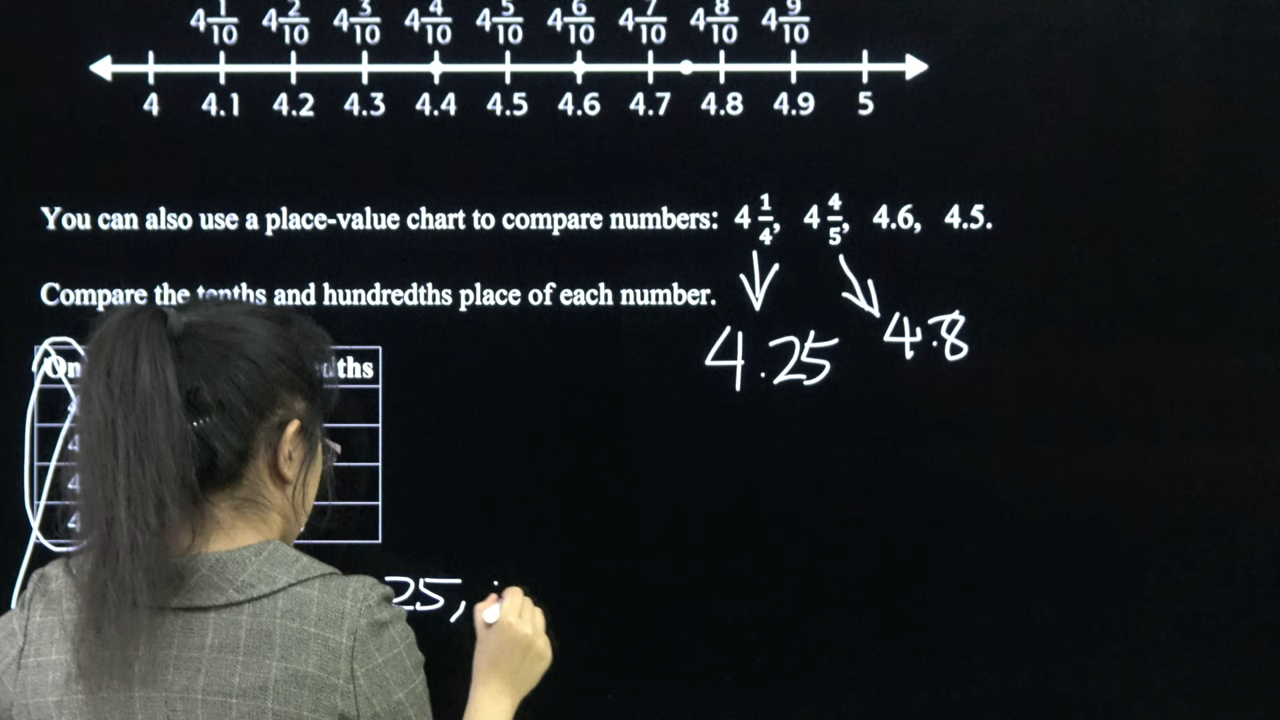 4 1/10 4 2/10 4 3/10 4 4/10 4 5/10 4 6/10 4 7/10 4 8/10 4 9/10
4 4.1 4.2 4.3 4.4 4.5 4.6 4.7 4.8 4.9 5
You can also use a place-value chart to compare numbers: 4 1/4, 4 4/5, 4.6, 4.5.
Compare the tenths and hundredths place of each number.
4.25 4.8
25,